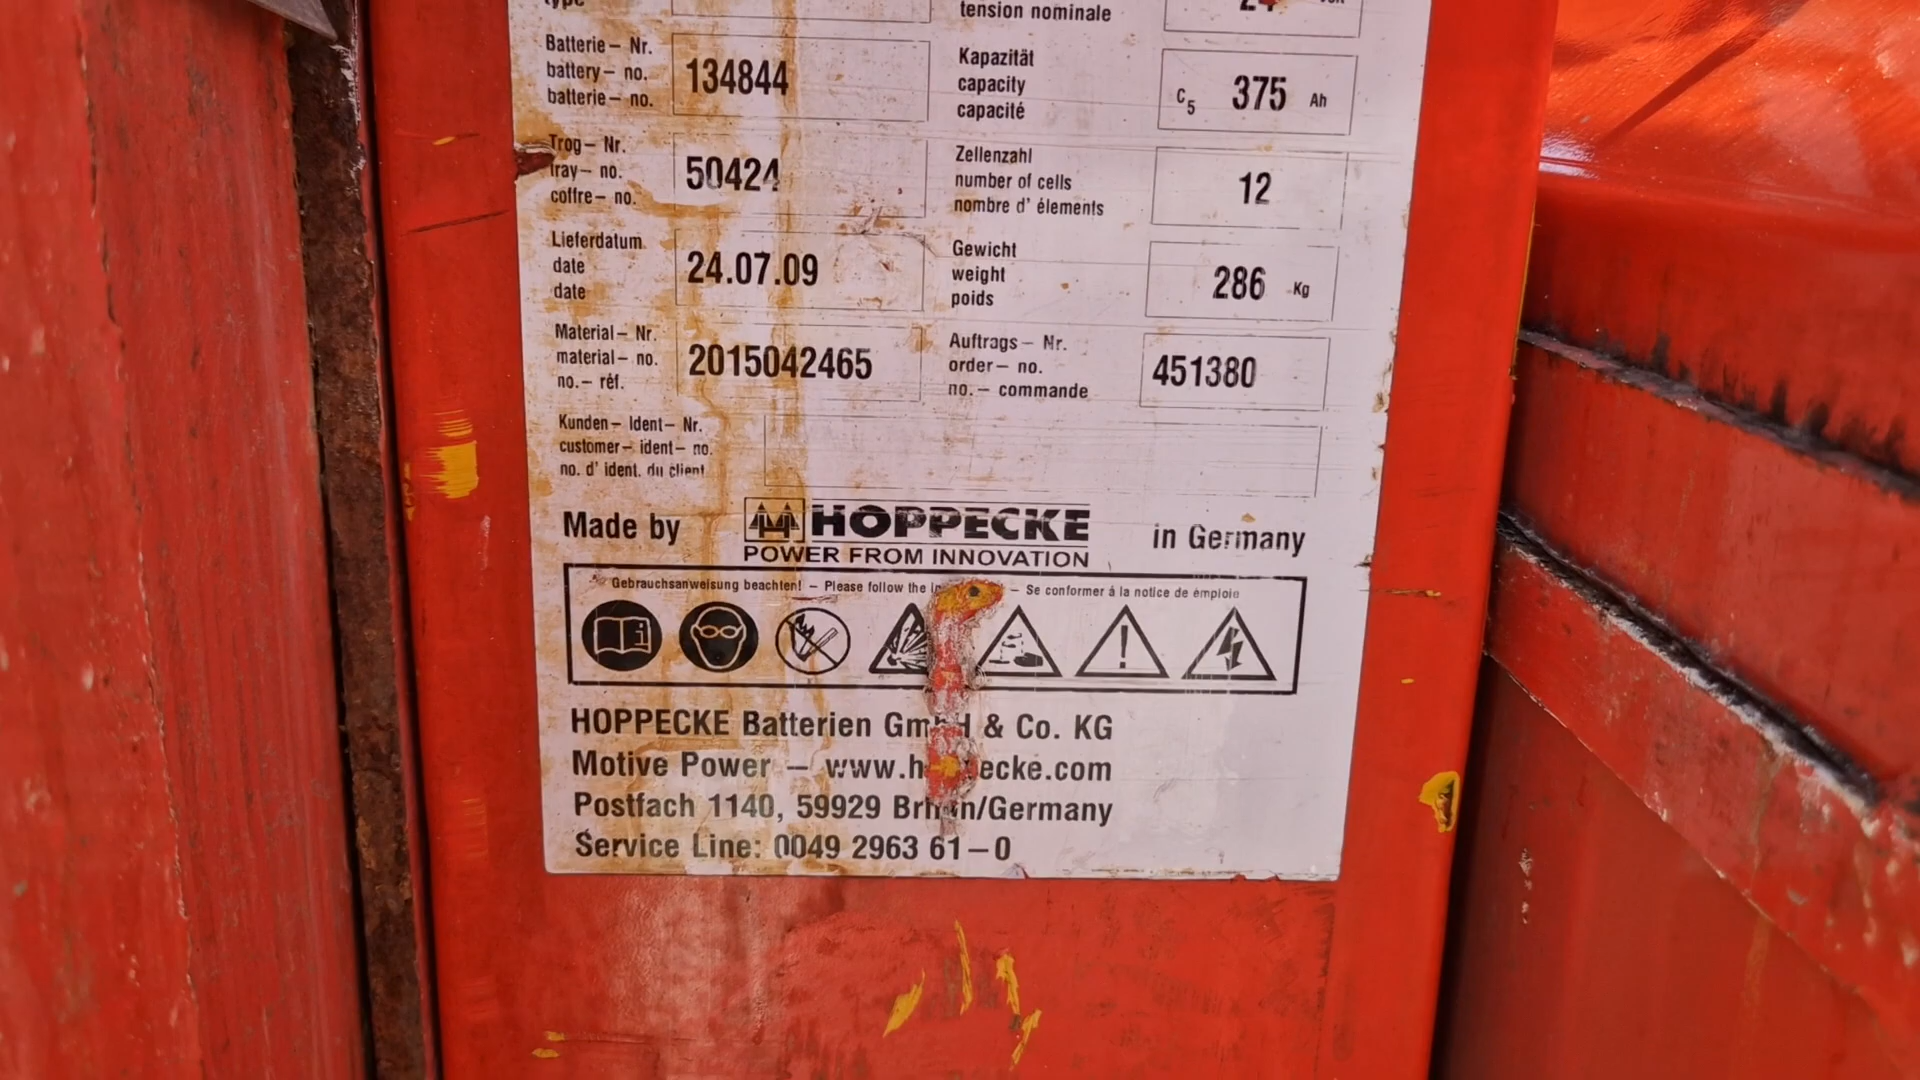 type
tension nominale
24
Batterie – Nr.
battery – no.
batterie – no.
134844
Kapazität
capacity
capacité
C5 375 Ah
Trog – Nr.
tray – no.
coffre – no.
50424
Zellenzahl
number of cells
nombre d' élements
12
Lieferdatum
date
date
24.07.09
Gewicht
weight
poids
286 Kg
Material – Nr.
material – no.
no. – réf.
2015042465
Auftrags – Nr.
order – no.
no. – commande
451380
Kunden – Ident – Nr.
customer – ident – no.
no. d' ident. du client
Made by HOPPECKE in Germany
POWER FROM INNOVATION
Gebrauchsanweisung beachten! – Please follow the – Se conformer à la notice de émploie
HOPPECKE Batterien GmbH & Co. KG
Motive Power – www.hoppecke.com
Postfach 1140, 59929 Brilon/Germany
Service Line: 0049 2963 61–0